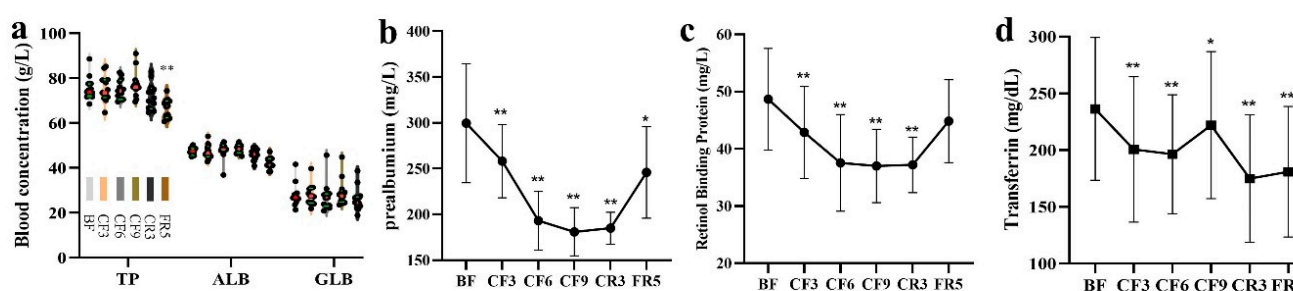 a
Blood concentration (g/L)
100
80
60
40
20
0
**
BF
CF3
CF6
CF9
CR3
FR5
TP ALB GLB
b
prealbumium (mg/L)
400
350
300
250
200
150
** ** ** ** *
BF CF3 CF6 CF9 CR3 FR5
c
Retinol Binding Protein (mg/L)
60
50
40
30
20
** ** ** **
BF CF3 CF6 CF9 CR3 FR5
d
Transferrin (mg/dL)
300
250
200
150
100
** ** * ** **
BF CF3 CF6 CF9 CR3 FR